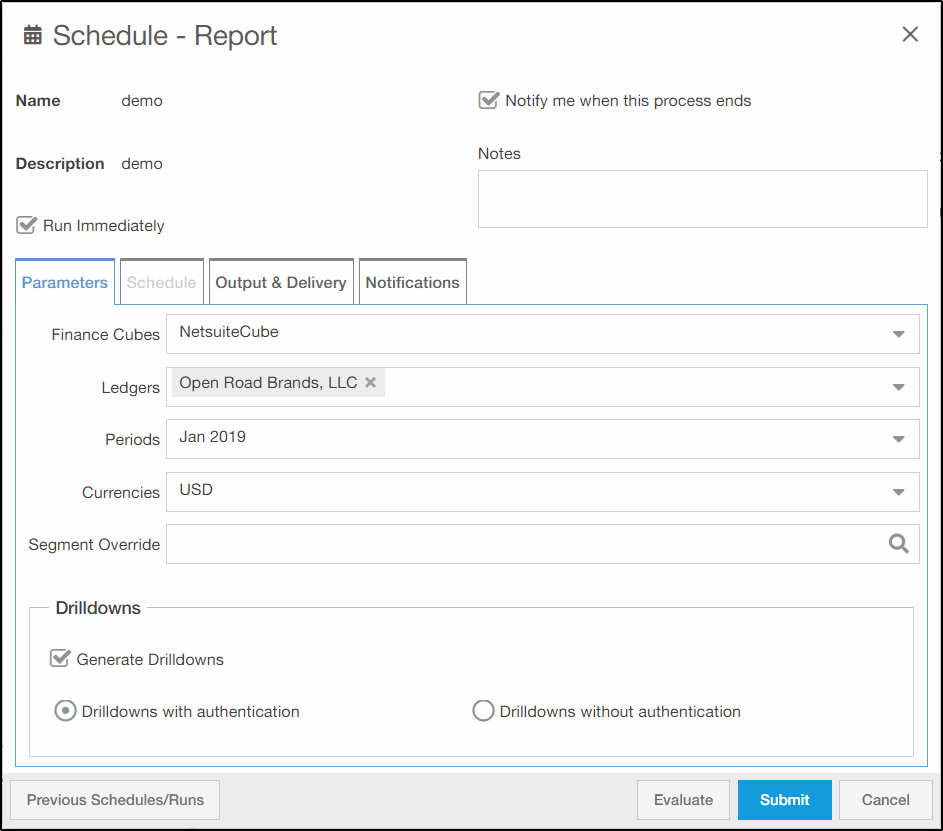 Schedule - Report
Name demo
Notify me when this process ends
Description demo
Notes
Run Immediately
Parameters Schedule Output & Delivery Notifications
Finance Cubes NetsuiteCube
Ledgers Open Road Brands, LLC
Periods Jan 2019
Currencies USD
Segment Override
Drilldowns
Generate Drilldowns
Drilldowns with authentication Drilldowns without authentication
Previous Schedules/Runs Evaluate Submit Cancel